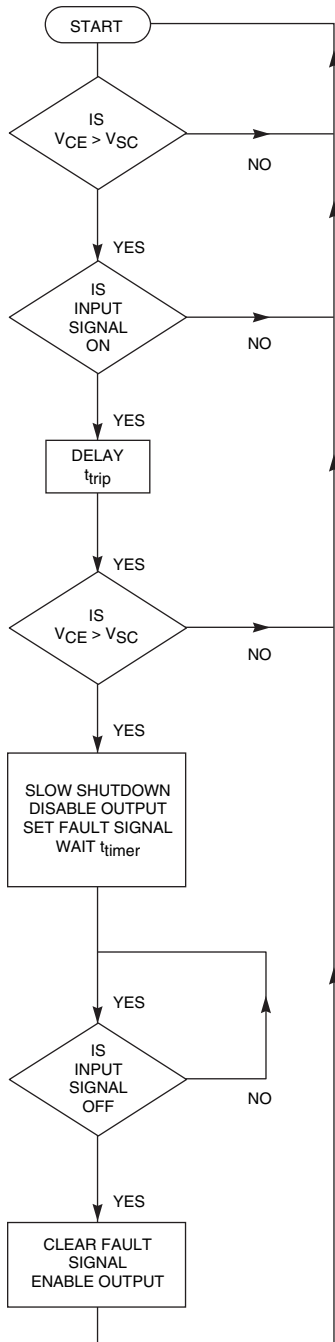 START
IS
VCE > VSC
NO
YES
IS
INPUT
SIGNAL
ON
NO
YES
DELAY
ttrip
YES
IS
VCE > VSC
NO
YES
SLOW SHUTDOWN
DISABLE OUTPUT
SET FAULT SIGNAL
WAIT ttimer
YES
IS
INPUT
SIGNAL
OFF
NO
YES
CLEAR FAULT
SIGNAL
ENABLE OUTPUT